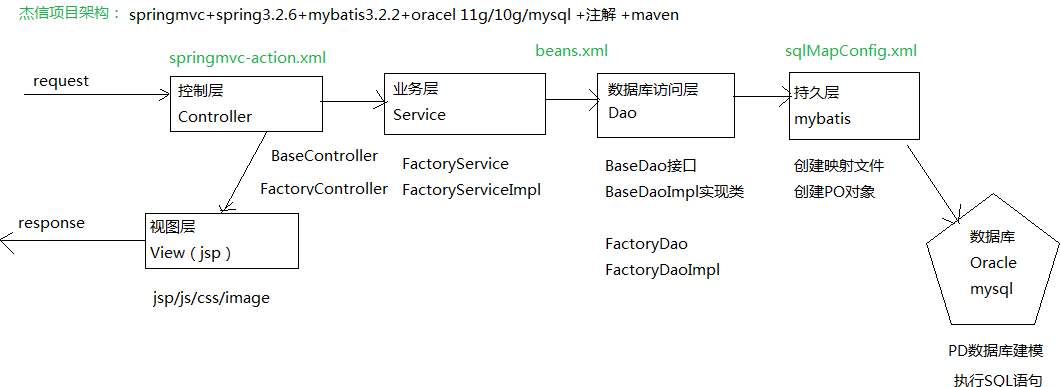 杰信项目架构： springmvc+spring3.2.6+mybatis3.2.2+oracel 11g/10g/mysql +注解 +maven
springmvc-action.xml
beans.xml
sqlMapConfig.xml
request
控制层
Controller
业务层
Service
数据库访问层
Dao
持久层
mybatis
BaseController
FactoryController
FactoryService
FactoryServiceImpl
BaseDao接口
BaseDaoImpl实现类
FactoryDao
FactoryDaoImpl
创建映射文件
创建PO对象
response
视图层
View（jsp）
jsp/js/css/image
数据库
Oracle
mysql
PD数据库建模
执行SQL语句